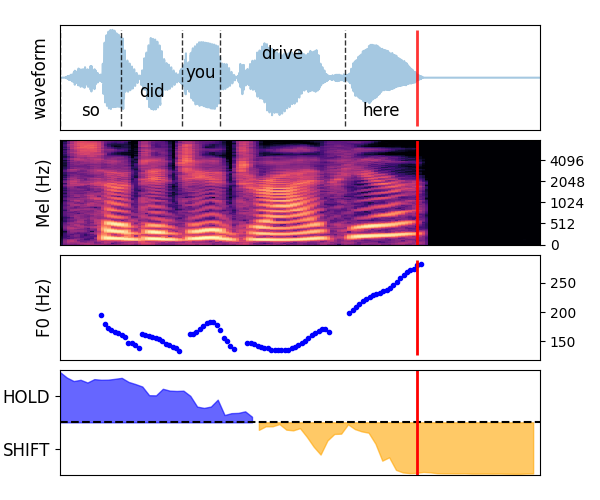 waveform
so
did
you
drive
here
Mel (Hz)
4096
2048
1024
512
0
F0 (Hz)
250
200
150
HOLD
SHIFT